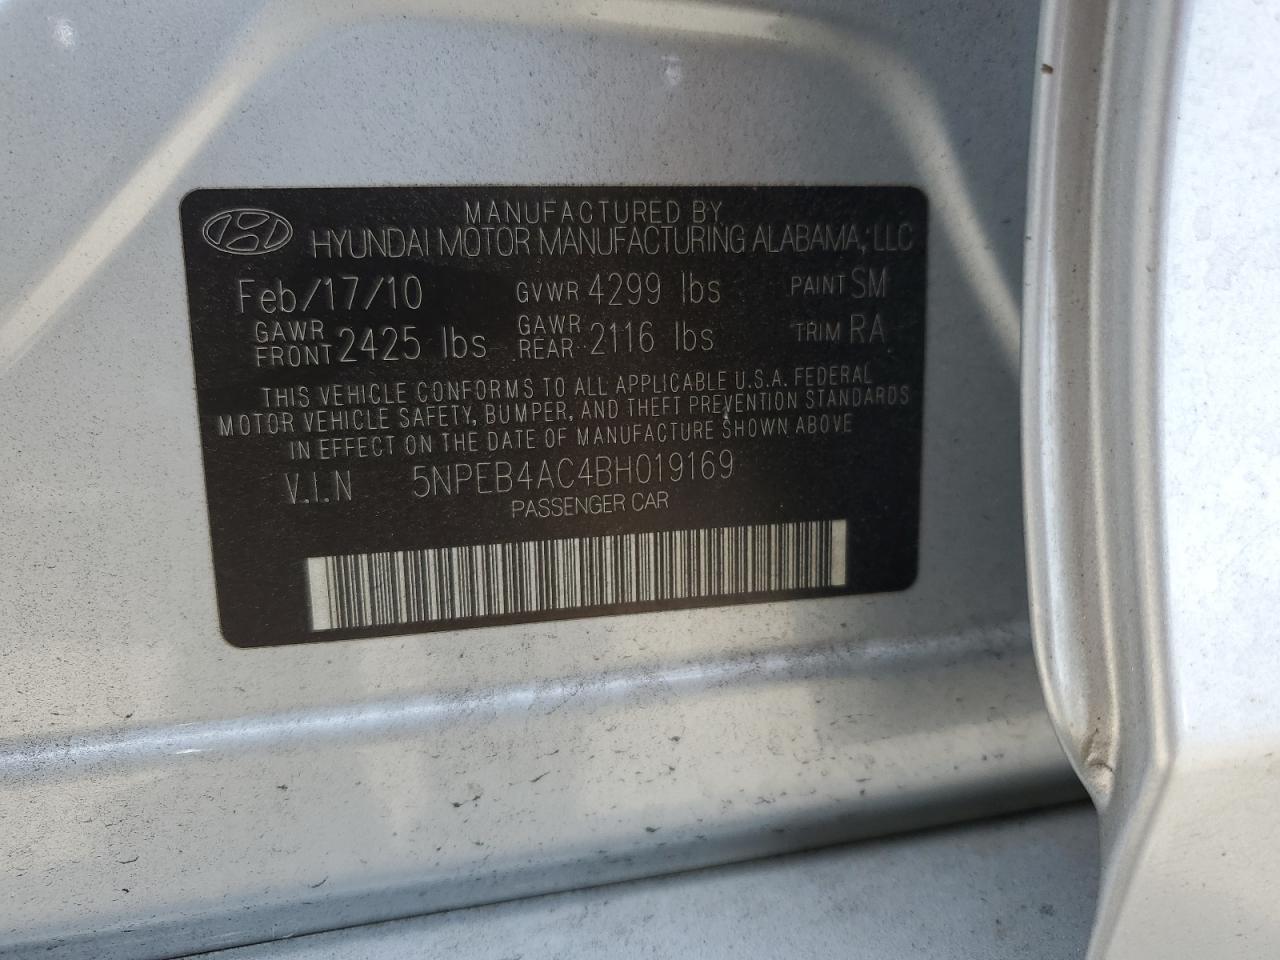 MANUFACTURED BY
HYUNDAI MOTOR MANUFACTURING ALABAMA, LLC
Feb/17/10 GVWR 4299 lbs PAINT SM
GAWR FRONT 2425 lbs GAWR REAR 2116 lbs TRIM RA
THIS VEHICLE CONFORMS TO ALL APPLICABLE U.S.A. FEDERAL
MOTOR VEHICLE SAFETY, BUMPER, AND THEFT PREVENTION STANDARDS
IN EFFECT ON THE DATE OF MANUFACTURE SHOWN ABOVE
V.I.N 5NPEB4AC4BH019169
PASSENGER CAR